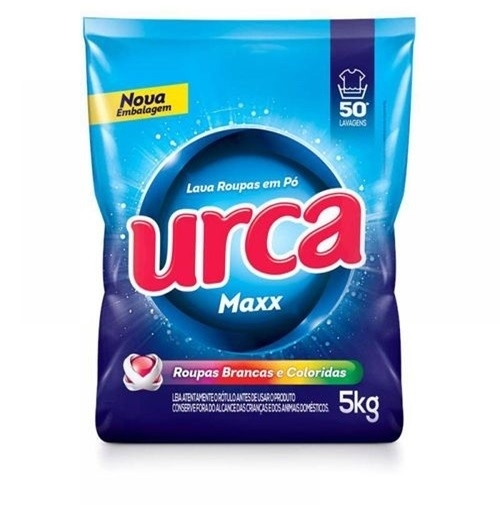 Nova
Embalagem
50*
LAVAGENS
Lava Roupas em Pó
urca
Maxx
Roupas Brancas e Coloridas
LEIA ATENTAMENTE O RÓTULO ANTES DE USAR O PRODUTO
CONSERVE FORA DO ALCANCE DAS CRIANÇAS E DOS ANIMAIS DOMÉSTICOS.
5kg